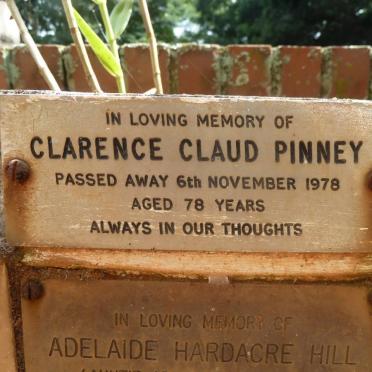 IN LOVING MEMORY OF
CLARENCE CLAUD PINNEY
PASSED AWAY 6th NOVEMBER 1978
AGED 78 YEARS
ALWAYS IN OUR THOUGHTS
IN LOVING MEMORY OF
ADELAIDE HARDACRE HILL